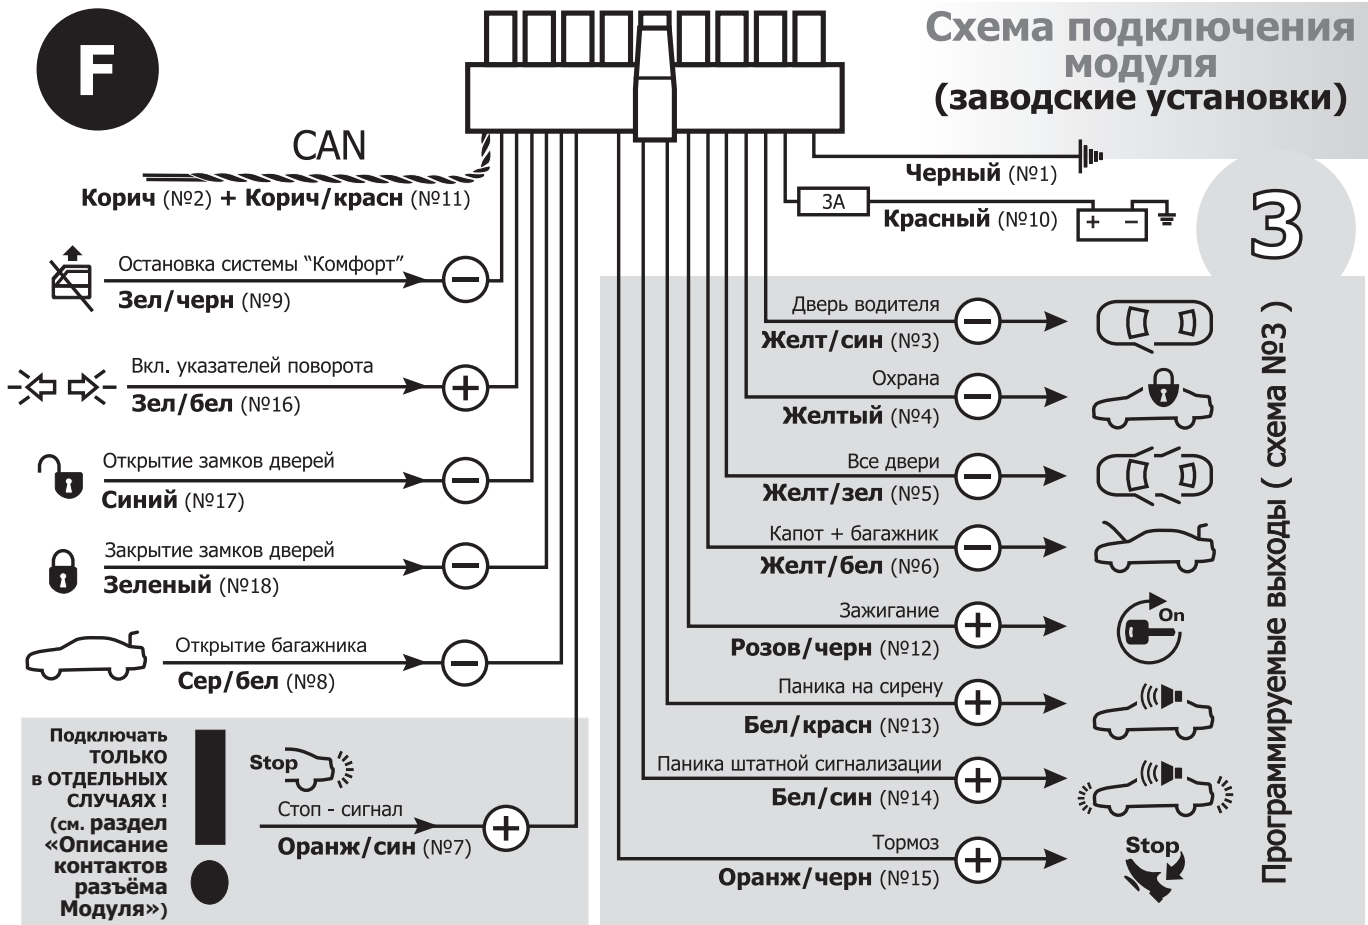 F
Схема подключения
модуля
(заводские установки)
CAN
Корич (№2) + Корич/красн (№11)
Черный (№1)
3А
Красный (№10)
+ −
3
Остановка системы “Комфорт”
−
Зел/черн (№9)
Вкл. указателей поворота
+
Зел/бел (№16)
Открытие замков дверей
−
Синий (№17)
Закрытие замков дверей
−
Зеленый (№18)
Открытие багажника
−
Сер/бел (№8)
Подключать
ТОЛЬКО
в ОТДЕЛЬНЫХ
СЛУЧАЯХ !
(см. раздел
«Описание
контактов
разъёма
Модуля»)
!
Stop
Стоп - сигнал
+
Оранж/син (№7)
Дверь водителя
−
Желт/син (№3)
Охрана
−
Желтый (№4)
Все двери
−
Желт/зел (№5)
Капот + багажник
−
Желт/бел (№6)
Зажигание
+
On
Розов/черн (№12)
Паника на сирену
+
Бел/красн (№13)
Паника штатной сигнализации
+
Бел/син (№14)
Тормоз
+
Stop
Оранж/черн (№15)
Программируемые выходы ( схема №3 )